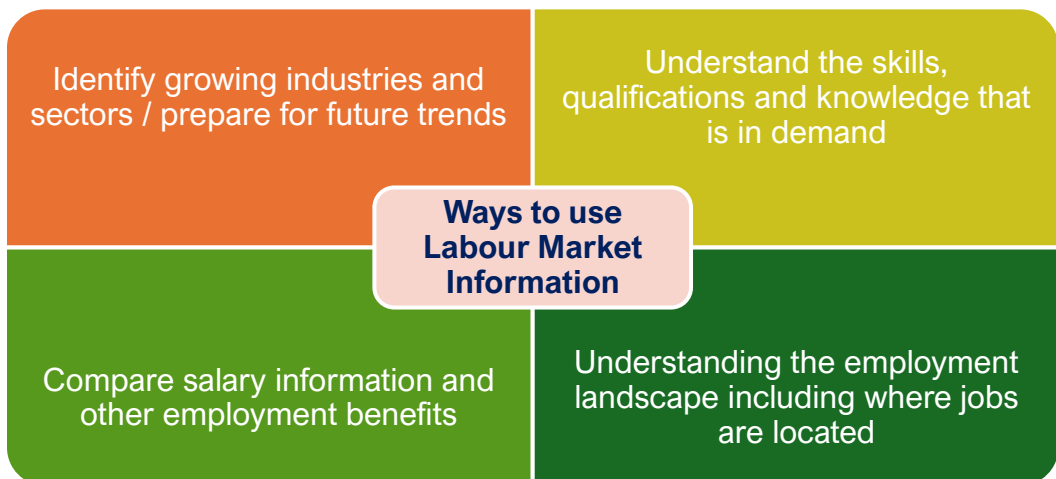 Identify growing industries and
sectors / prepare for future trends
Understand the skills,
qualifications and knowledge that
is in demand
Ways to use
Labour Market
Information
Compare salary information and
other employment benefits
Understanding the employment
landscape including where jobs
are located